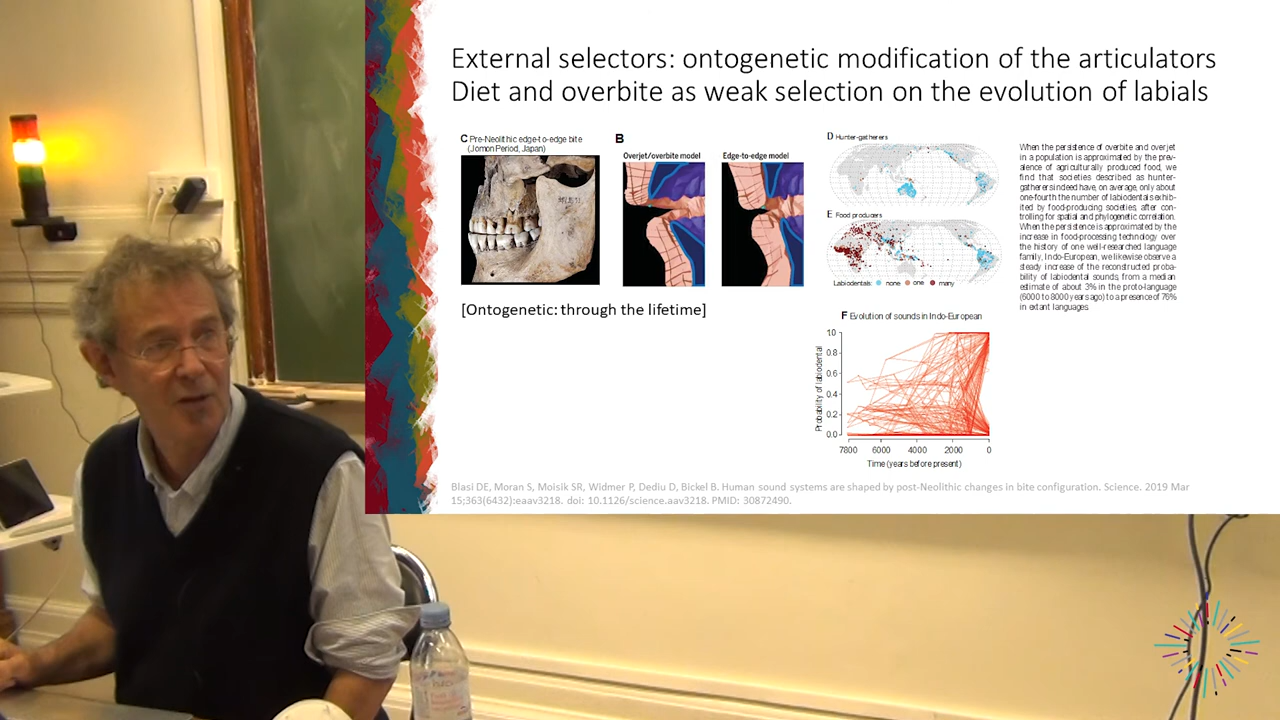 External selectors: ontogenetic modification of the articulators
Diet and overbite as weak selection on the evolution of labials
C Pre-Neolithic edge-to-edge bite
(Jomon Period, Japan)
B
Overjet/overbite model
Edge-to-edge model
D Hunter-gatherers
E Food producers
Labiodentals: none one many
When the persistence of overbite and overjet
in a population is approximated by the prev-
alence of agriculturally produced food, we
find that societies described as hunter-
gatherers indeed have, on average, only about
one-fourth the number of labiodentals exhib-
ited by food-producing societies, after con-
trolling for spatial and phylogenetic correlation.
When the persistence is approximated by the
increase in food-processing technology over
the history of one well-researched language
family, Indo-European, we likewise observe a
steady increase of the reconstructed proba-
bility of labiodental sounds, from a median
estimate of about 3% in the proto-language
(6000 to 8000 years ago) to a presence of 76%
in extant languages.
[Ontogenetic: through the lifetime]
F Evolution of sounds in Indo-European
Probability of labiodental
1.0
0.8
0.6
0.4
0.2
0.0
7800 6000 4000 2000 0
Time (years before present)
Blasi DE, Moran S, Moisik SR, Widmer P, Dediu D, Bickel B. Human sound systems are shaped by post-Neolithic changes in bite configuration. Science. 2019 Mar
15;363(6432):eaav3218. doi: 10.1126/science.aav3218. PMID: 30872490.